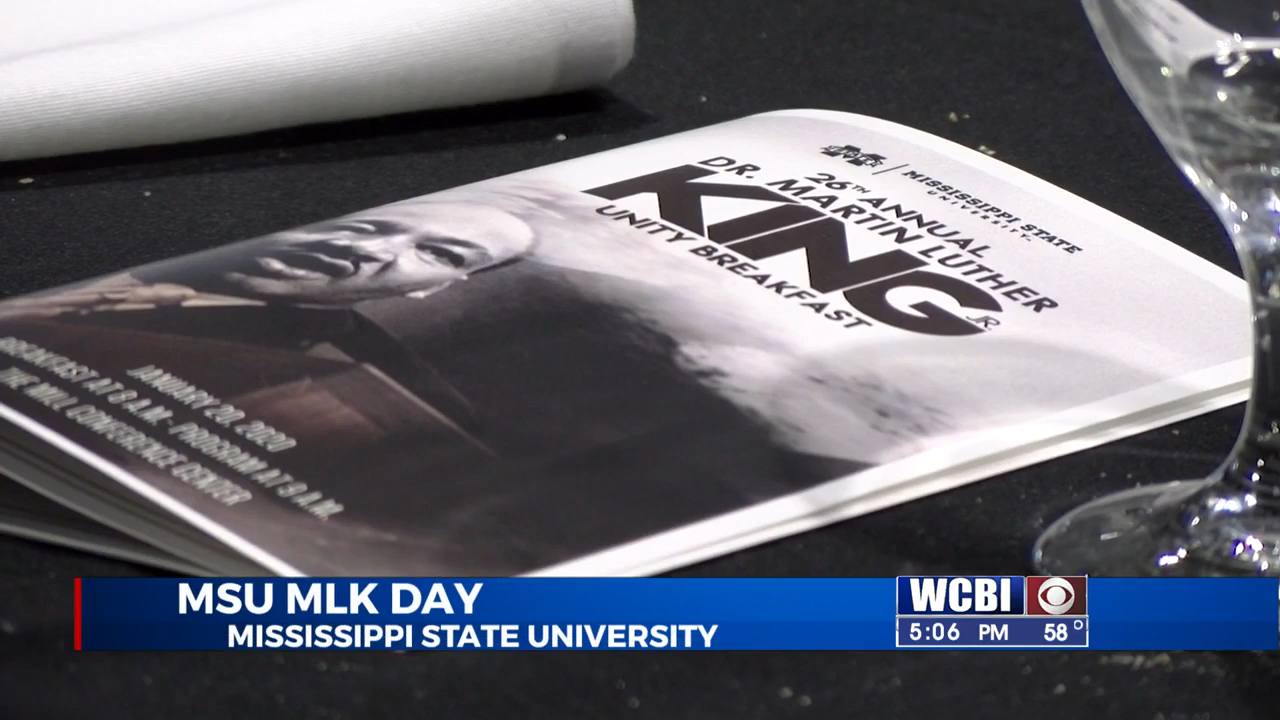 MISSISSIPPI STATE
UNIVERSITY™
26TH ANNUAL
DR. MARTIN LUTHER
KING JR.
UNITY BREAKFAST
JANUARY 20, 2020
BREAKFAST AT 8 A.M. - PROGRAM AT 9 A.M.
THE MILL CONFERENCE CENTER
MSU MLK DAY
MISSISSIPPI STATE UNIVERSITY
WCBI
5:06 PM 58°